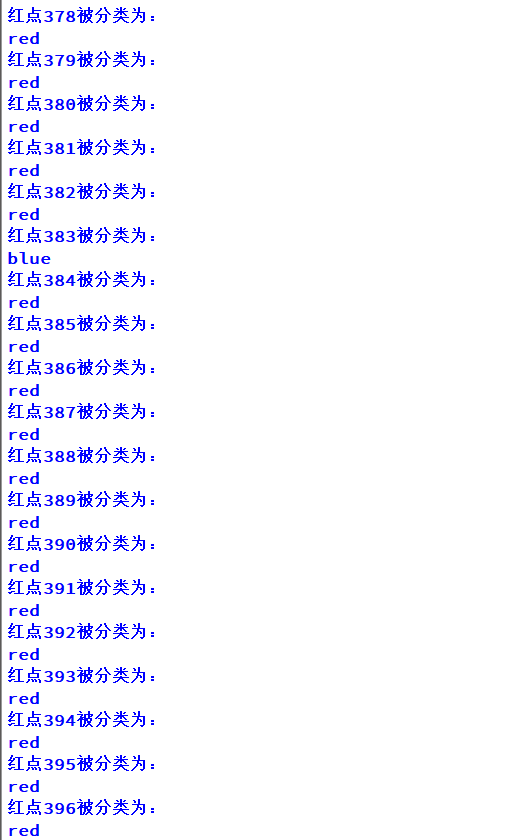 红点378被分类为：
red
红点379被分类为：
red
红点380被分类为：
red
红点381被分类为：
red
红点382被分类为：
red
红点383被分类为：
blue
红点384被分类为：
red
红点385被分类为：
red
红点386被分类为：
red
红点387被分类为：
red
红点388被分类为：
red
红点389被分类为：
red
红点390被分类为：
red
红点391被分类为：
red
红点392被分类为：
red
红点393被分类为：
red
红点394被分类为：
red
红点395被分类为：
red
红点396被分类为：
red